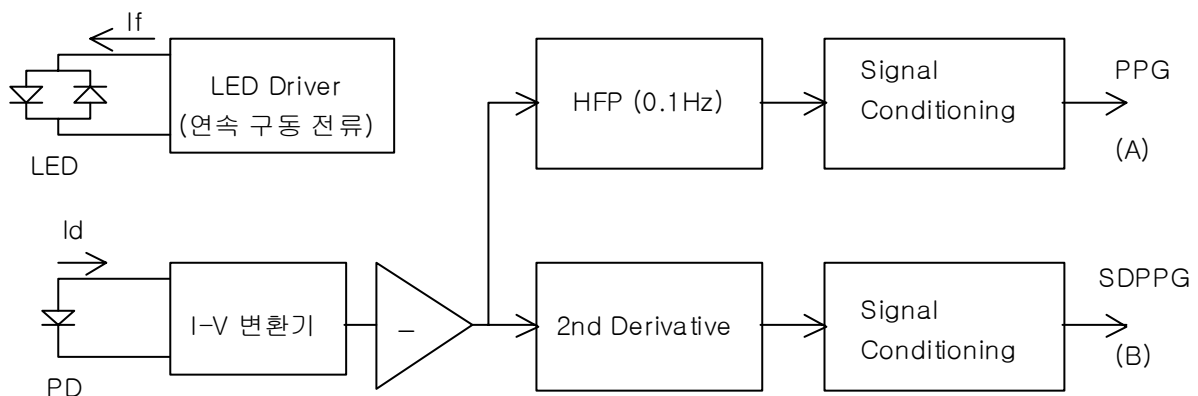 If
LED Driver
(연속 구동 전류)
LED
HFP (0.1Hz)
Signal
Conditioning
PPG
(A)
Id
PD
I-V 변환기
−
2nd Derivative
Signal
Conditioning
SDPPG
(B)